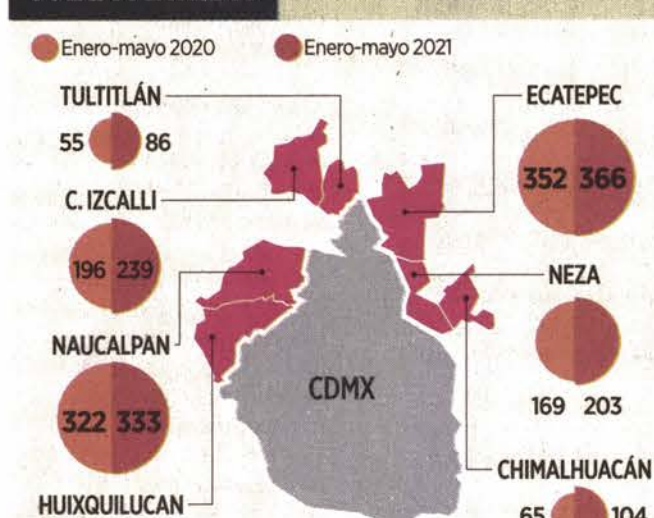 Enero-mayo 2020
Enero-mayo 2021
TULTITLÁN
55 86
C. IZCALLI
196 239
NAUCALPAN
322 333
HUIXQUILUCAN
CDMX
ECATEPEC
352 366
NEZA
169 203
CHIMALHUACÁN
65 104